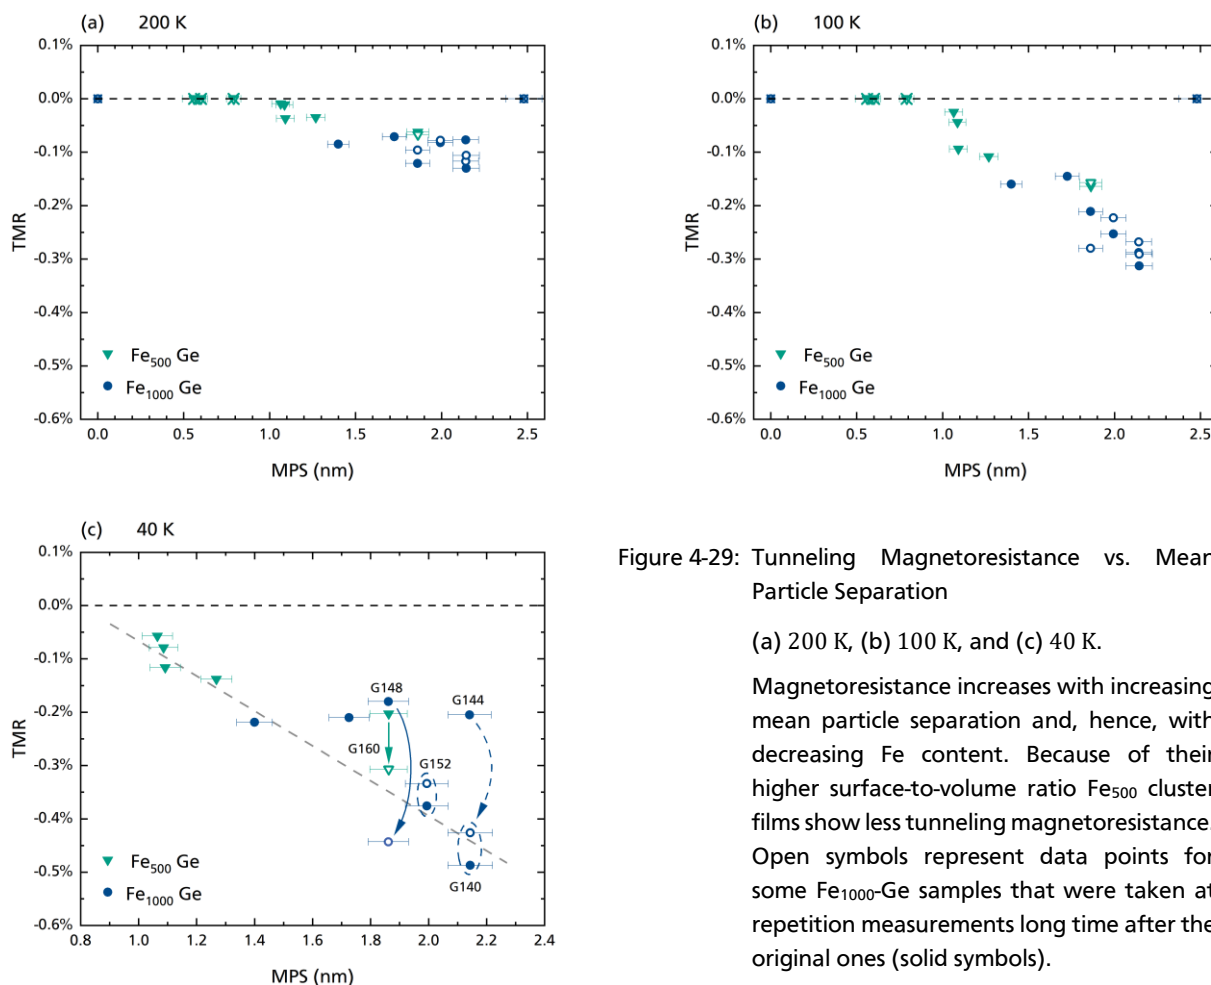 (a) 200 K
0.1%
0.0%
-0.1%
-0.2%
-0.3%
-0.4%
-0.5%
-0.6%
TMR
Fe500 Ge
Fe1000 Ge
0.0 0.5 1.0 1.5 2.0 2.5
MPS (nm)
(b) 100 K
0.1%
0.0%
-0.1%
-0.2%
-0.3%
-0.4%
-0.5%
-0.6%
TMR
Fe500 Ge
Fe1000 Ge
0.0 0.5 1.0 1.5 2.0 2.5
MPS (nm)
(c) 40 K
0.1%
0.0%
-0.1%
-0.2%
-0.3%
-0.4%
-0.5%
-0.6%
TMR
G148
G144
G160
G152
G140
Fe500 Ge
Fe1000 Ge
0.8 1.0 1.2 1.4 1.6 1.8 2.0 2.2 2.4
MPS (nm)
Figure 4-29: Tunneling Magnetoresistance vs. Mean
Particle Separation
(a) 200 K, (b) 100 K, and (c) 40 K.
Magnetoresistance increases with increasing
mean particle separation and, hence, with
decreasing Fe content. Because of their
higher surface-to-volume ratio Fe500 cluster
films show less tunneling magnetoresistance.
Open symbols represent data points for
some Fe1000-Ge samples that were taken at
repetition measurements long time after the
original ones (solid symbols).